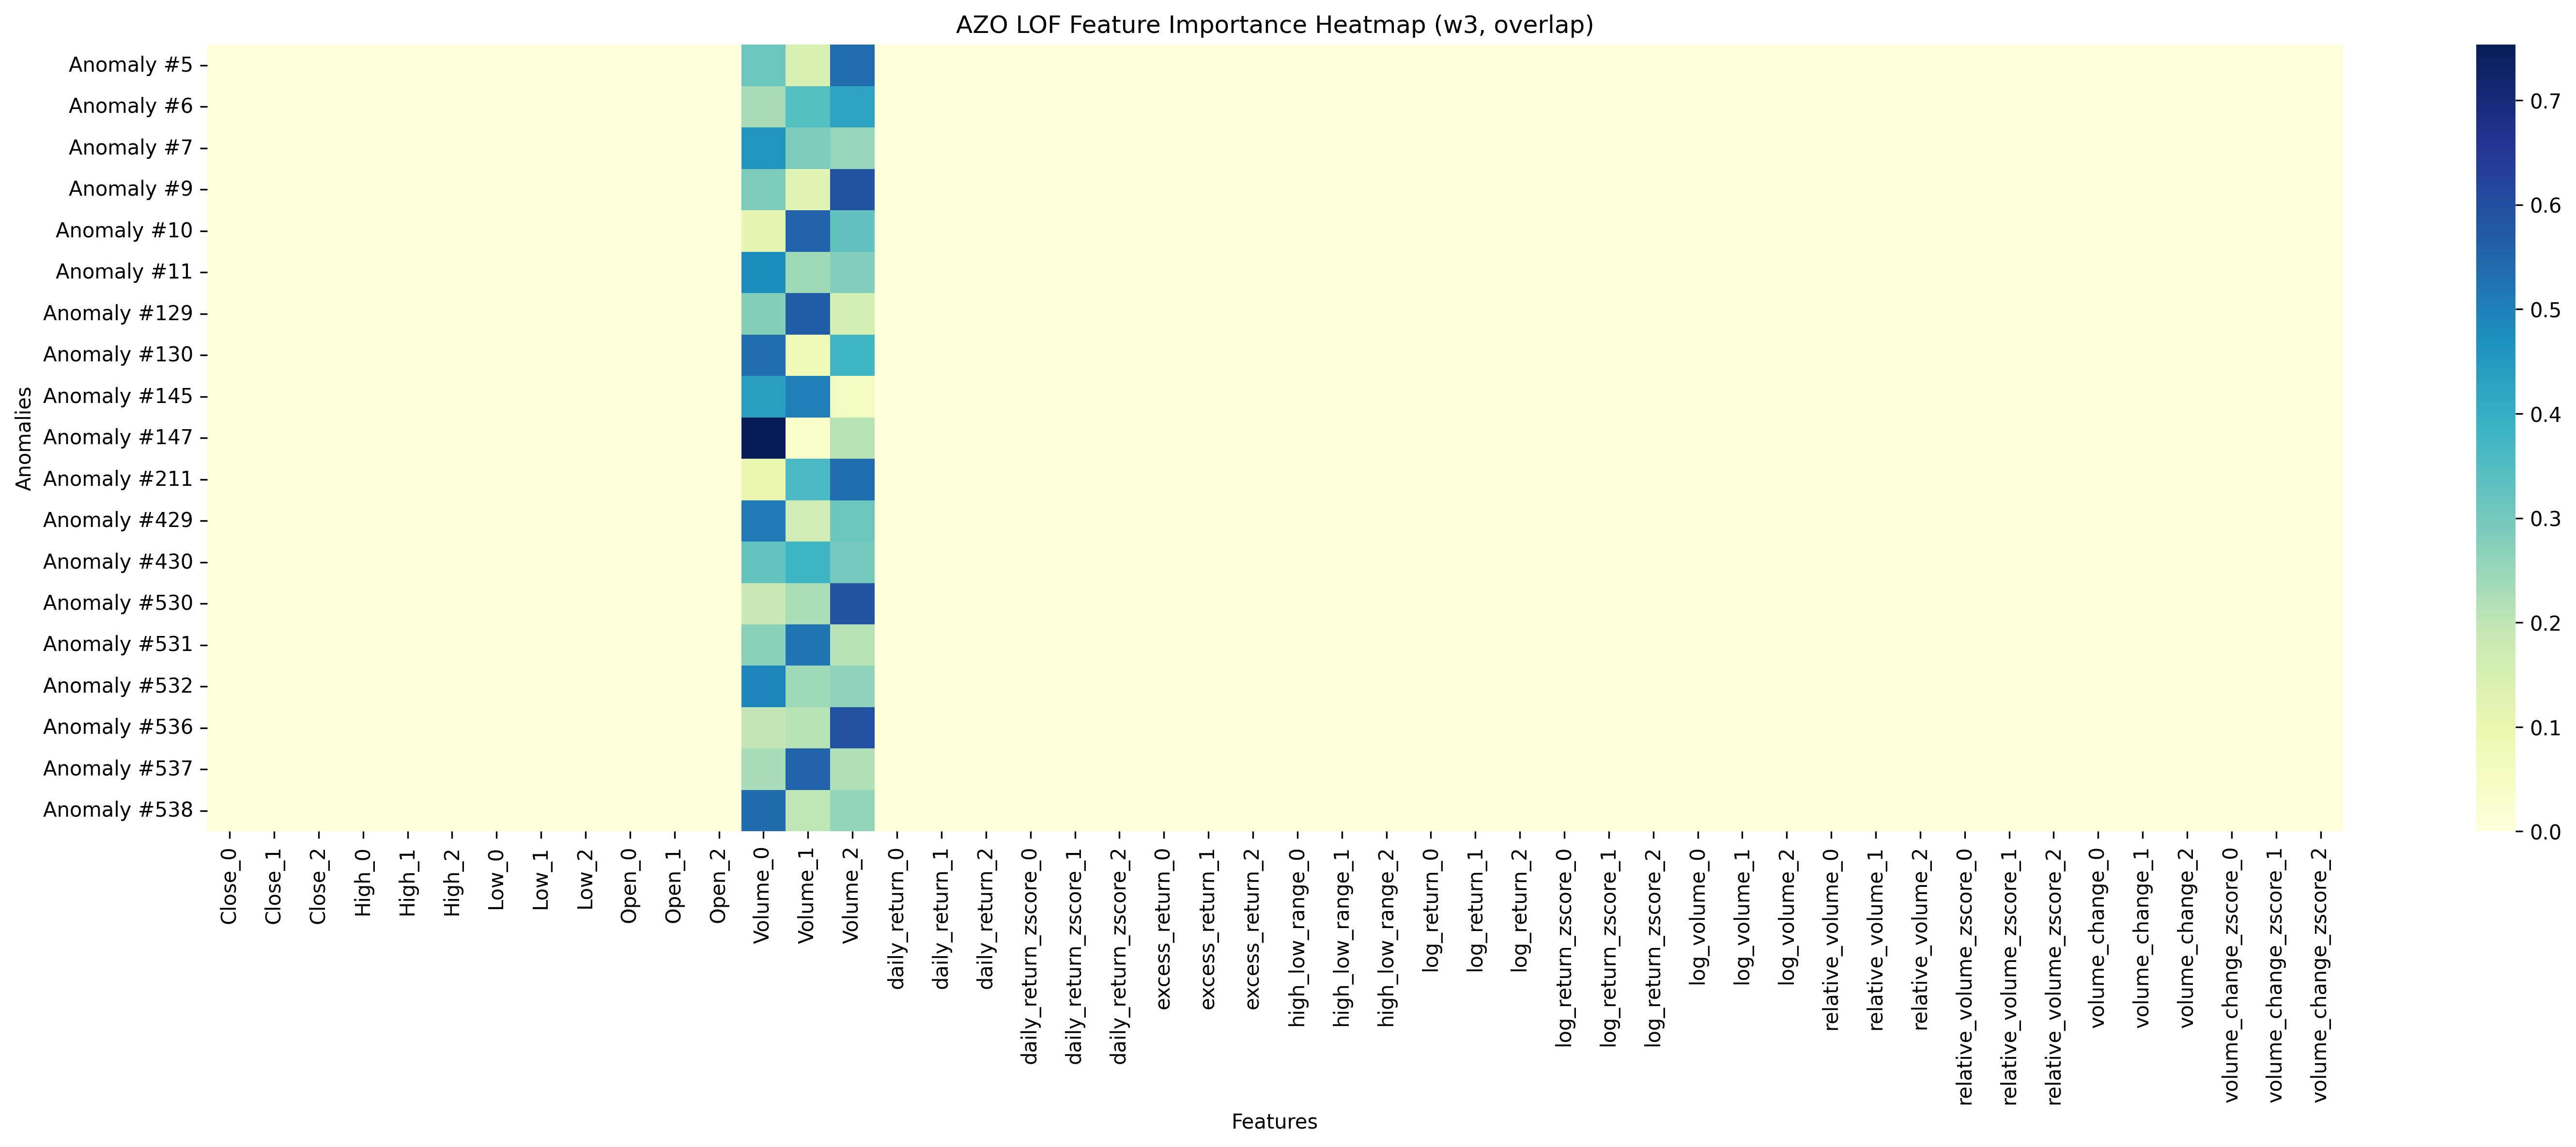 AZO LOF Feature Importance Heatmap (w3, overlap)
Anomalies
Anomaly #5
Anomaly #6
Anomaly #7
Anomaly #9
Anomaly #10
Anomaly #11
Anomaly #129
Anomaly #130
Anomaly #145
Anomaly #147
Anomaly #211
Anomaly #429
Anomaly #430
Anomaly #530
Anomaly #531
Anomaly #532
Anomaly #536
Anomaly #537
Anomaly #538
0.7
0.6
0.5
0.4
0.3
0.2
0.1
0.0
Close_0
Close_1
Close_2
High_0
High_1
High_2
Low_0
Low_1
Low_2
Open_0
Open_1
Open_2
Volume_0
Volume_1
Volume_2
daily_return_0
daily_return_1
daily_return_2
daily_return_zscore_0
daily_return_zscore_1
daily_return_zscore_2
excess_return_0
excess_return_1
excess_return_2
high_low_range_0
high_low_range_1
high_low_range_2
log_return_0
log_return_1
log_return_2
log_return_zscore_0
log_return_zscore_1
log_return_zscore_2
log_volume_0
log_volume_1
log_volume_2
relative_volume_0
relative_volume_1
relative_volume_2
relative_volume_zscore_0
relative_volume_zscore_1
relative_volume_zscore_2
volume_change_0
volume_change_1
volume_change_2
volume_change_zscore_0
volume_change_zscore_1
volume_change_zscore_2
Features